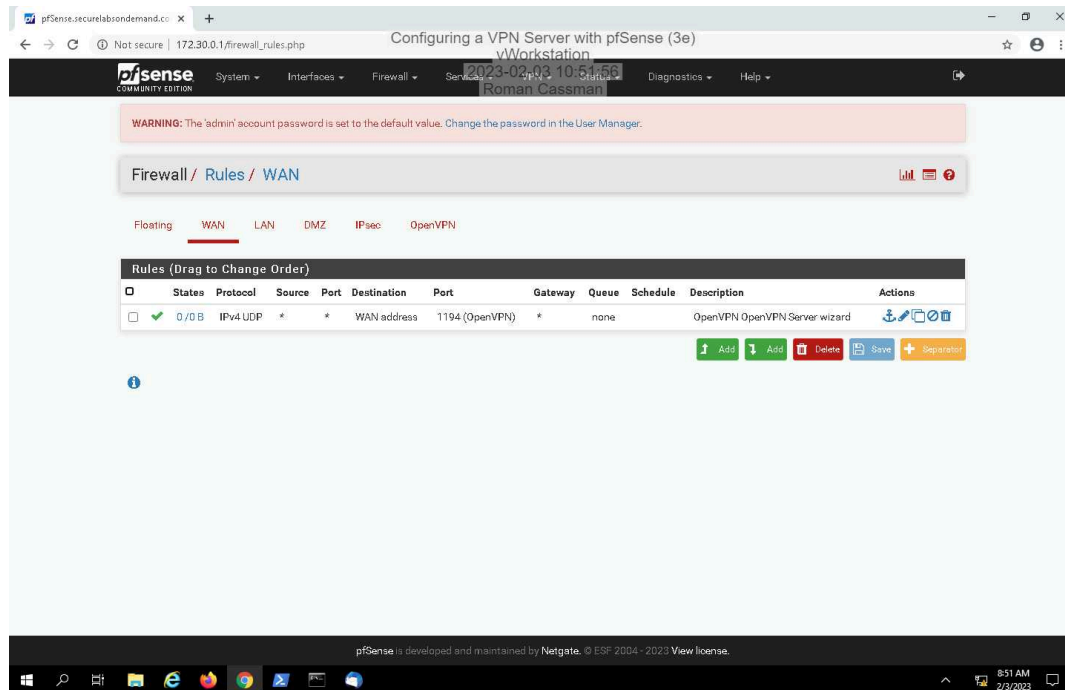 pfSense.securelabsondemand.co
Not secure | 172.30.0.1/firewall_rules.php
Configuring a VPN Server with pfSense (3e)
vWorkstation
2023-02-03 10:51:56
Roman Cassman
pfsense
COMMUNITY EDITION
System Interfaces Firewall Services VPN Status Diagnostics Help
WARNING: The 'admin' account password is set to the default value. Change the password in the User Manager.
Firewall / Rules / WAN
Floating WAN LAN DMZ IPsec OpenVPN
Rules (Drag to Change Order)
States Protocol Source Port Destination Port Gateway Queue Schedule Description Actions
0 /0 B IPv4 UDP * * WAN address 1194 (OpenVPN) * none OpenVPN OpenVPN Server wizard
Add Add Delete Save Separator
pfSense is developed and maintained by Netgate. © ESF 2004 - 2023 View license.
8:51 AM
2/3/2023